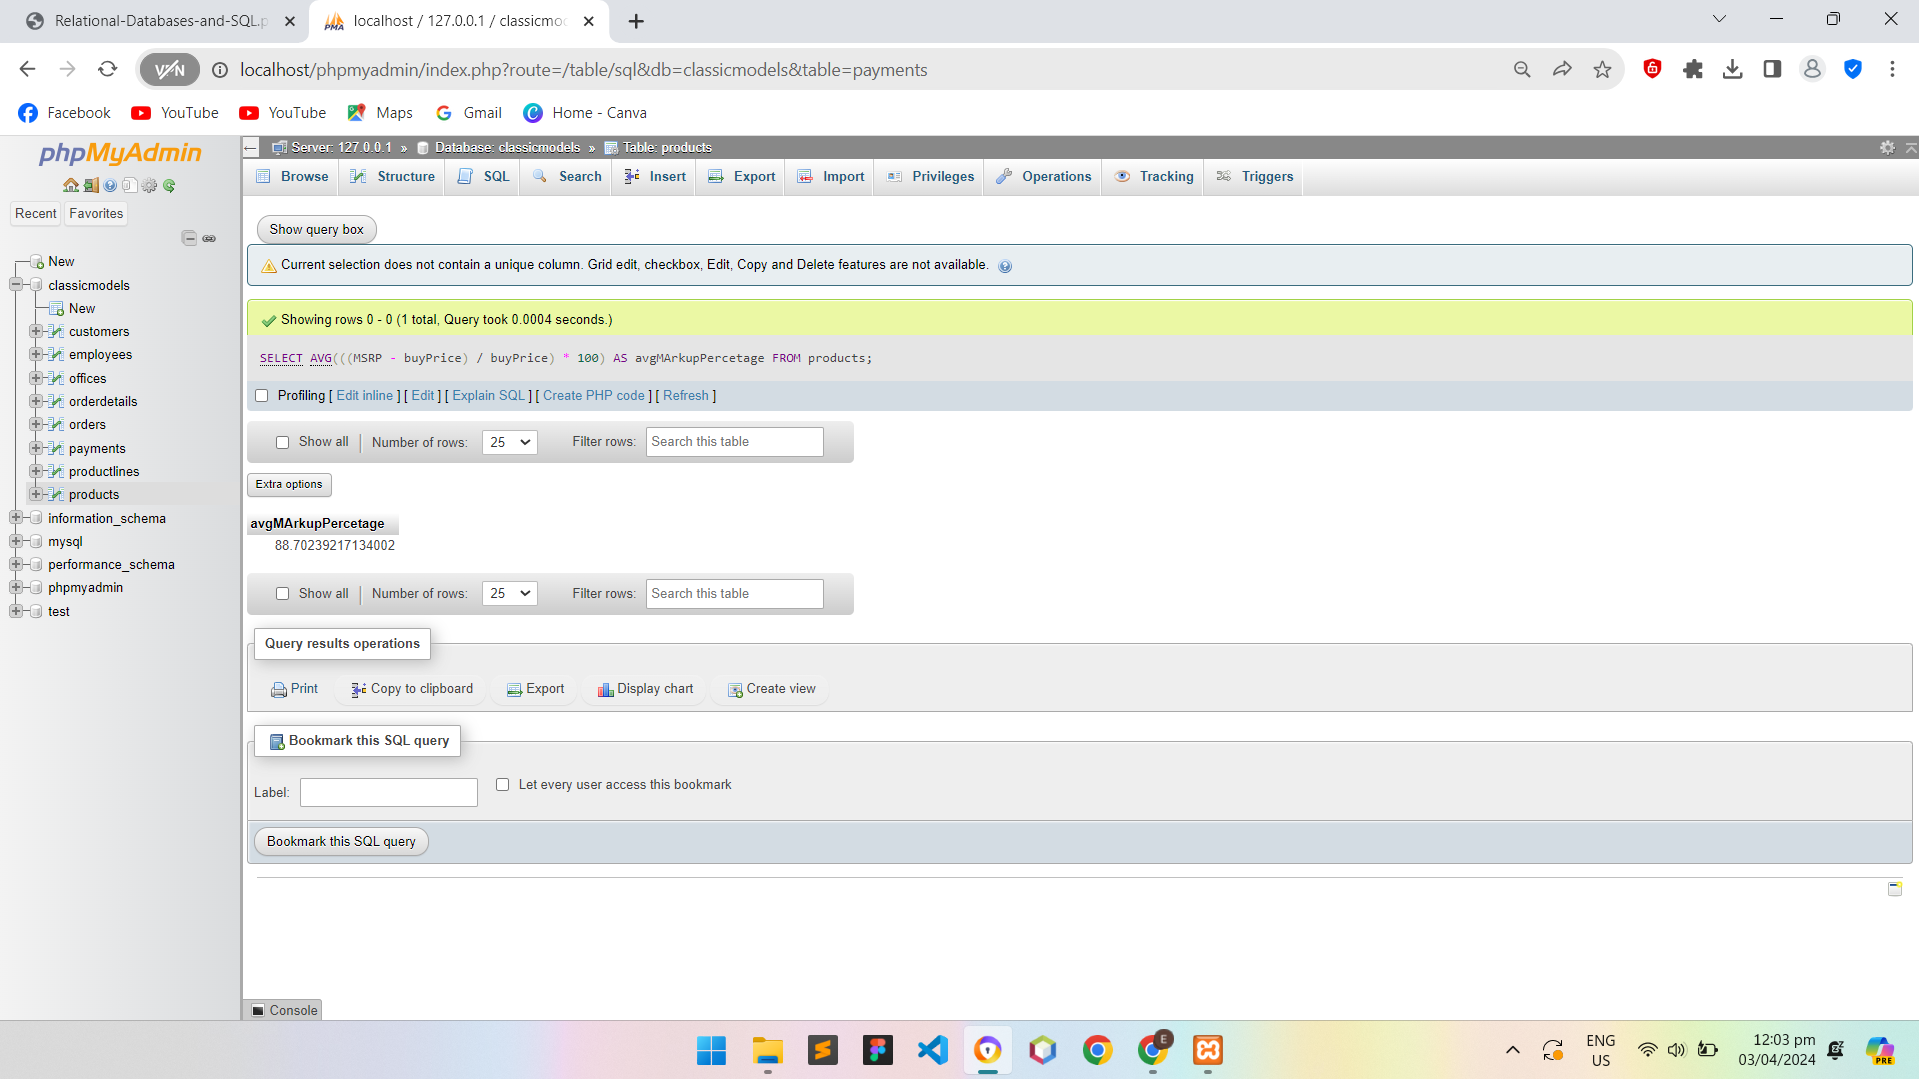 Relational-Databases-and-SQL.p
localhost / 127.0.0.1 / classicmo
VPN
localhost/phpmyadmin/index.php?route=/table/sql&db=classicmodels&table=payments
Facebook
YouTube
YouTube
Maps
Gmail
Home - Canva
phpMyAdmin
Recent
Favorites
New
classicmodels
New
customers
employees
offices
orderdetails
orders
payments
productlines
products
information_schema
mysql
performance_schema
phpmyadmin
test
Server: 127.0.0.1 » Database: classicmodels » Table: products
Browse
Structure
SQL
Search
Insert
Export
Import
Privileges
Operations
Tracking
Triggers
Show query box
Current selection does not contain a unique column. Grid edit, checkbox, Edit, Copy and Delete features are not available.
Showing rows 0 - 0 (1 total, Query took 0.0004 seconds.)
SELECT AVG(((MSRP - buyPrice) / buyPrice) * 100) AS avgMArkupPercetage FROM products;
Profiling [ Edit inline ] [ Edit ] [ Explain SQL ] [ Create PHP code ] [ Refresh ]
Show all | Number of rows: 25 Filter rows: Search this table
Extra options
avgMArkupPercetage
88.70239217134002
Show all | Number of rows: 25 Filter rows: Search this table
Query results operations
Print
Copy to clipboard
Export
Display chart
Create view
Bookmark this SQL query
Label:
Let every user access this bookmark
Bookmark this SQL query
Console
E
ENG
US
12:03 pm
03/04/2024
PRE